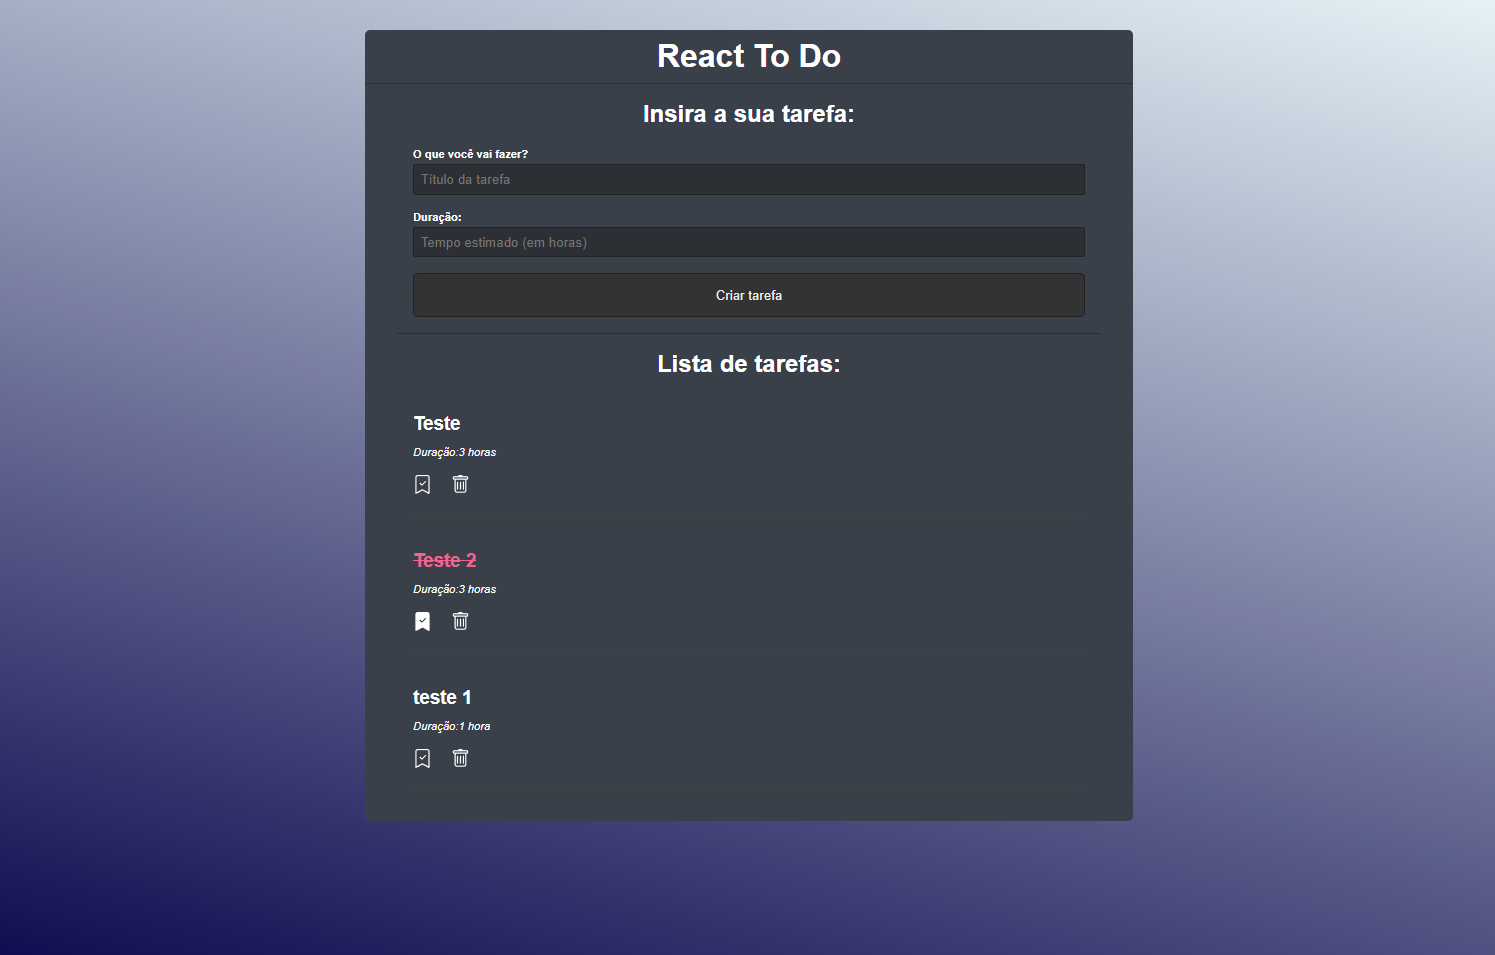 React To Do
Insira a sua tarefa:
O que você vai fazer?
Título da tarefa
Duração:
Tempo estimado (em horas)
Criar tarefa
Lista de tarefas:
Teste
Duração:3 horas
Teste 2
Duração:3 horas
teste 1
Duração:1 hora